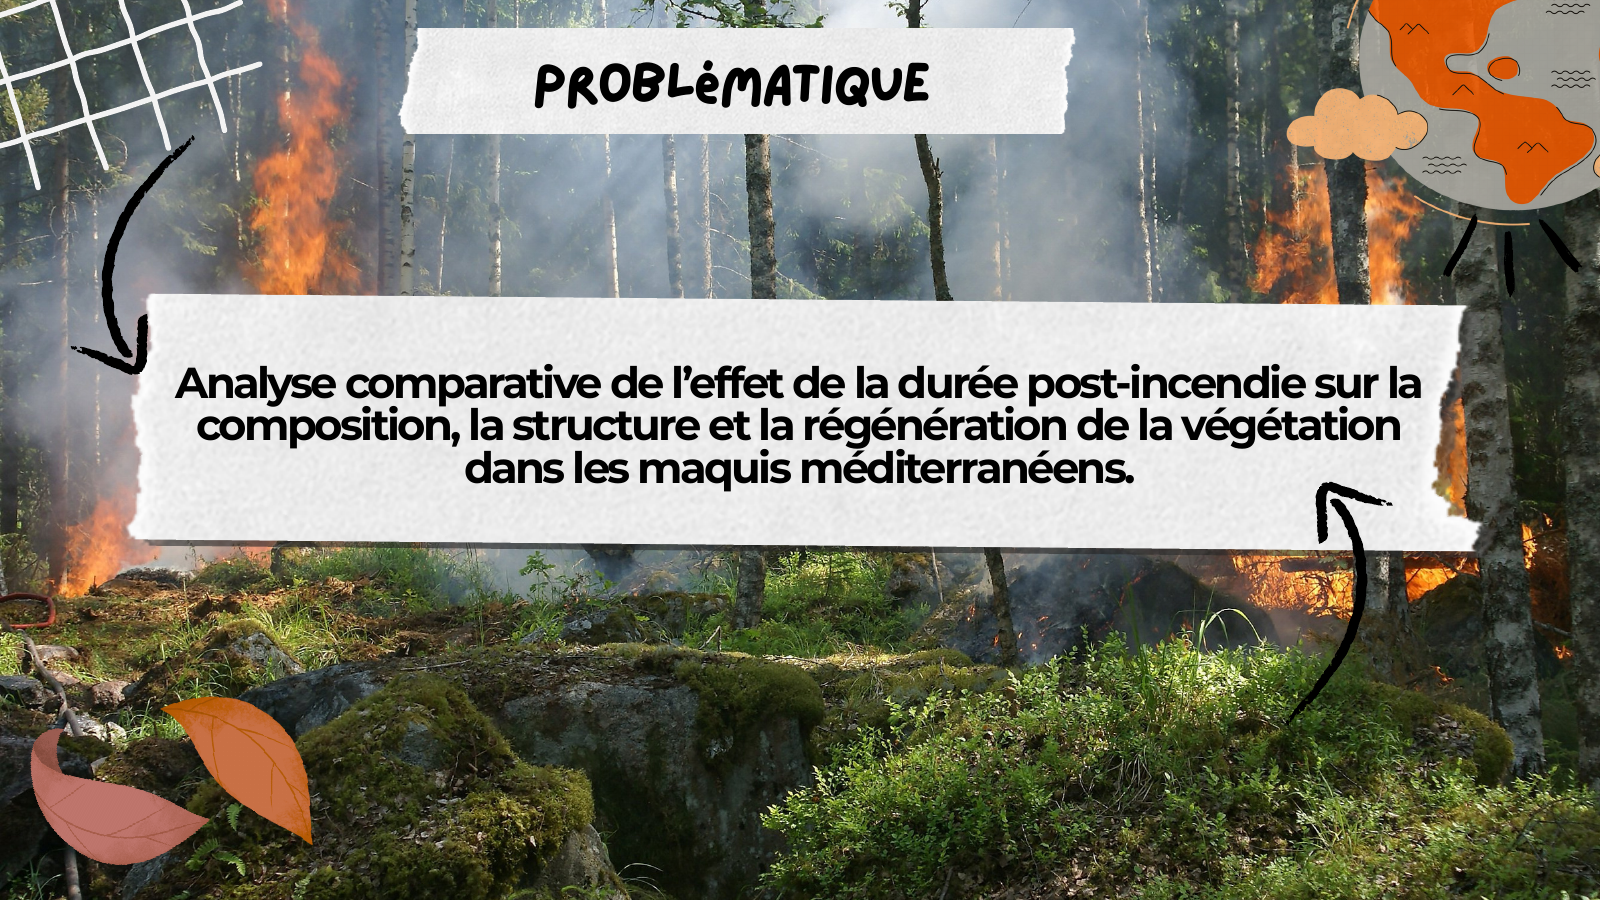 PROBLéMATIQUE
Analyse comparative de l’effet de la durée post-incendie sur la
composition, la structure et la régénération de la végétation
dans les maquis méditerranéens.